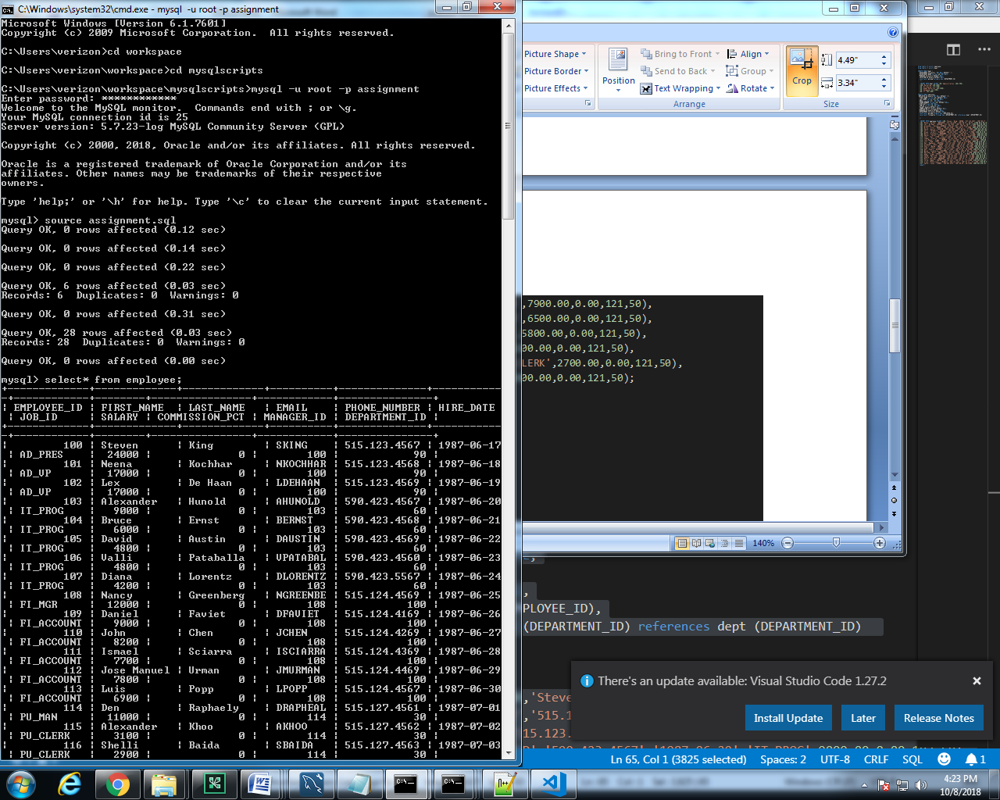 C:\Windows\system32\cmd.exe - mysql  -u root -p assignment
Microsoft Windows [Version 6.1.7601]
Copyright (c) 2009 Microsoft Corporation.  All rights reserved.
C:\Users\verizon>cd workspace
C:\Users\verizon\workspace>cd mysqlscripts
C:\Users\verizon\workspace\mysqlscripts>mysql -u root -p assignment
Enter password: ************
Welcome to the MySQL monitor.  Commands end with ; or \g.
Your MySQL connection id is 25
Server version: 5.7.23-log MySQL Community Server (GPL)
Copyright (c) 2000, 2018, Oracle and/or its affiliates. All rights reserved.
Oracle is a registered trademark of Oracle Corporation and/or its
affiliates. Other names may be trademarks of their respective
owners.
Type 'help;' or '\h' for help. Type '\c' to clear the current input statement.
mysql> source assignment.sql
Query OK, 0 rows affected (0.12 sec)
Query OK, 0 rows affected (0.14 sec)
Query OK, 0 rows affected (0.22 sec)
Query OK, 6 rows affected (0.03 sec)
Records: 6  Duplicates: 0  Warnings: 0
Query OK, 0 rows affected (0.31 sec)
Query OK, 28 rows affected (0.03 sec)
Records: 28  Duplicates: 0  Warnings: 0
Query OK, 0 rows affected (0.00 sec)
mysql> select* from employee;
| EMPLOYEE_ID | FIRST_NAME  | LAST_NAME   | EMAIL    | PHONE_NUMBER | HIRE_DATE
| JOB_ID     | SALARY | COMMISSION_PCT | MANAGER_ID | DEPARTMENT_ID |
|         100 | Steven      | King        | SKING    | 515.123.4567 | 1987-06-17
| AD_PRES    |  24000 |              0 |        100 |            90 |
|         101 | Neena       | Kochhar     | NKOCHHAR | 515.123.4568 | 1987-06-18
| AD_VP      |  17000 |              0 |        100 |            90 |
|         102 | Lex         | De Haan     | LDEHAAN  | 515.123.4569 | 1987-06-19
| AD_VP      |  17000 |              0 |        100 |            90 |
|         103 | Alexander   | Hunold      | AHUNOLD  | 590.423.4567 | 1987-06-20
| IT_PROG    |   9000 |              0 |        103 |            60 |
|         104 | Bruce       | Ernst       | BERNST   | 590.423.4568 | 1987-06-21
| IT_PROG    |   6000 |              0 |        103 |            60 |
|         105 | David       | Austin      | DAUSTIN  | 590.423.4569 | 1987-06-22
| IT_PROG    |   4800 |              0 |        103 |            60 |
|         106 | Valli       | Pataballa   | VPATABAL | 590.423.4560 | 1987-06-23
| IT_PROG    |   4800 |              0 |        103 |            60 |
|         107 | Diana       | Lorentz     | DLORENTZ | 590.423.5567 | 1987-06-24
| IT_PROG    |   4200 |              0 |        103 |            60 |
|         108 | Nancy       | Greenberg   | NGREENBE | 515.124.4569 | 1987-06-25
| FI_MGR     |  12000 |              0 |        108 |           100 |
|         109 | Daniel      | Faviet      | DFAVIET  | 515.124.4169 | 1987-06-26
| FI_ACCOUNT |   9000 |              0 |        108 |           100 |
|         110 | John        | Chen        | JCHEN    | 515.124.4269 | 1987-06-27
| FI_ACCOUNT |   8200 |              0 |        108 |           100 |
|         111 | Ismael      | Sciarra     | ISCIARRA | 515.124.4369 | 1987-06-28
| FI_ACCOUNT |   7700 |              0 |        108 |           100 |
|         112 | Jose Manuel | Urman       | JMURMAN  | 515.124.4469 | 1987-06-29
| FI_ACCOUNT |   7800 |              0 |        108 |           100 |
|         113 | Luis        | Popp        | LPOPP    | 515.124.4567 | 1987-06-30
| FI_ACCOUNT |   6900 |              0 |        108 |           100 |
|         114 | Den         | Raphaely    | DRAPHEAL | 515.127.4561 | 1987-07-01
| PU_MAN     |  11000 |              0 |        114 |            30 |
|         115 | Alexander   | Khoo        | AKHOO    | 515.127.4562 | 1987-07-02
| PU_CLERK   |   3100 |              0 |        114 |            30 |
|         116 | Shelli      | Baida       | SBAIDA   | 515.127.4563 | 1987-07-03
| PU_CLERK   |   2900 |              0 |        114 |            30 |
Picture Shape
Picture Border
Picture Effects
Position
Bring to Front
Send to Back
Text Wrapping
Align
Group
Rotate
Arrange
Crop
4.49"
3.34"
Size
,7900.00,0.00,121,50),
,6500.00,0.00,121,50),
5800.00,0.00,121,50),
00.00,0.00,121,50),
LERK',2700.00,0.00,121,50),
00.00,0.00,121,50);
140%
PLOYEE_ID),
(DEPARTMENT_ID) references dept (DEPARTMENT_ID)
,'Steve
,'515.1
15.123.
There's an update available: Visual Studio Code 1.27.2
Install Update
Later
Release Notes
Ln 65, Col 1 (3825 selected)
Spaces: 2
UTF-8
CRLF
SQL
1
4:23 PM
10/8/2018